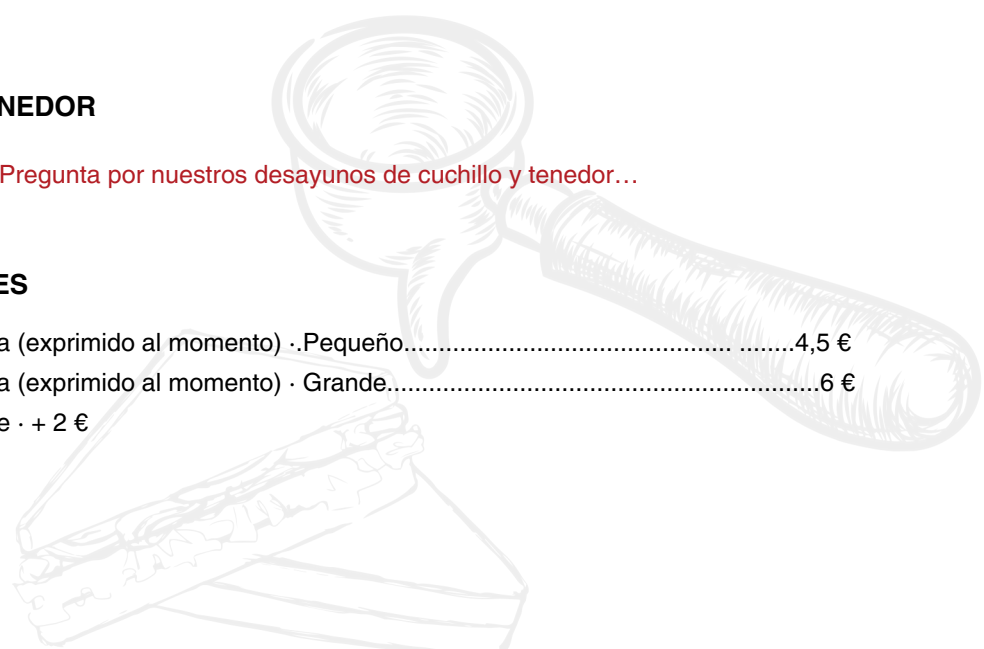 NEDOR
Pregunta por nuestros desayunos de cuchillo y tenedor…
ES
a (exprimido al momento) ·.Pequeño............................................... ........4,5 €
a (exprimido al momento) · Grande..............................................................6 €
e · + 2 €